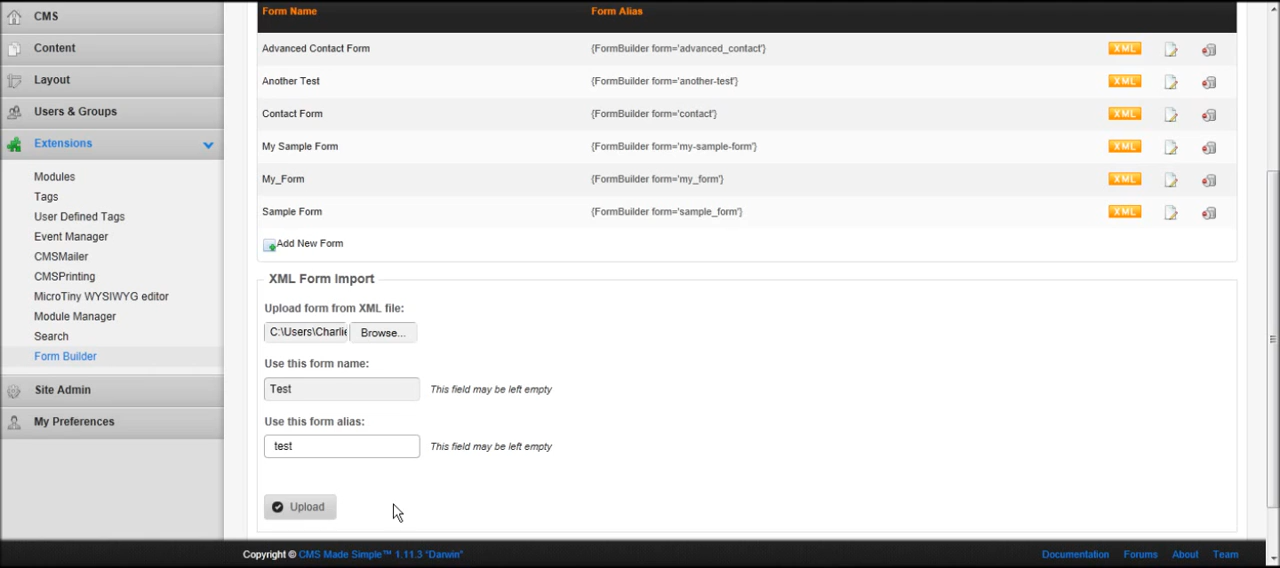 CMS
Content
Layout
Users & Groups
Extensions
Modules
Tags
User Defined Tags
Event Manager
CMSMailer
CMSPrinting
MicroTiny WYSIWYG editor
Module Manager
Search
Form Builder
Site Admin
My Preferences
Form Name Form Alias
Advanced Contact Form {FormBuilder form='advanced_contact'} XML
Another Test {FormBuilder form='another-test'} XML
Contact Form {FormBuilder form='contact'} XML
My Sample Form {FormBuilder form='my-sample-form'} XML
My_Form {FormBuilder form='my_form'} XML
Sample Form {FormBuilder form='sample_form'} XML
Add New Form
XML Form Import
Upload form from XML file:
C:\Users\Charlie Browse...
Use this form name:
Test This field may be left empty
Use this form alias:
test This field may be left empty
Upload
Copyright © CMS Made Simple™ 1.11.3 "Darwin" Documentation Forums About Team